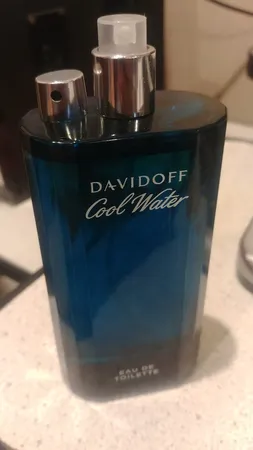 DAVIDOFF
Cool Water
EAU DE
TOILETTE